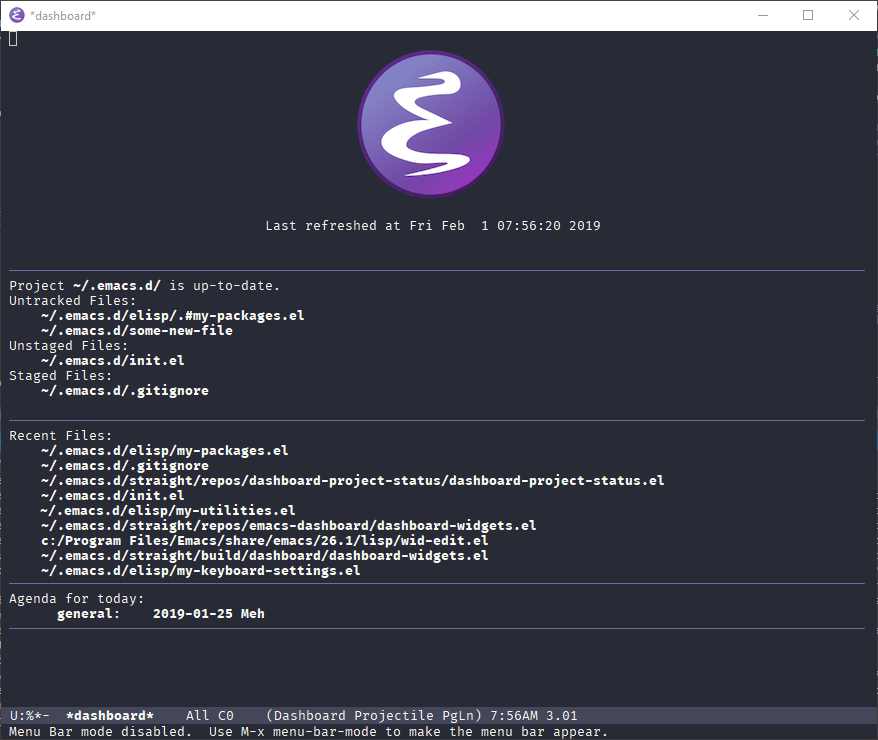 *dashboard*
Last refreshed at Fri Feb  1 07:56:20 2019
Project ~/.emacs.d/ is up-to-date.
Untracked Files:
    ~/.emacs.d/elisp/.#my-packages.el
    ~/.emacs.d/some-new-file
Unstaged Files:
    ~/.emacs.d/init.el
Staged Files:
    ~/.emacs.d/.gitignore
Recent Files:
    ~/.emacs.d/elisp/my-packages.el
    ~/.emacs.d/.gitignore
    ~/.emacs.d/straight/repos/dashboard-project-status/dashboard-project-status.el
    ~/.emacs.d/init.el
    ~/.emacs.d/elisp/my-utilities.el
    ~/.emacs.d/straight/repos/emacs-dashboard/dashboard-widgets.el
    c:/Program Files/Emacs/share/emacs/26.1/lisp/wid-edit.el
    ~/.emacs.d/straight/build/dashboard/dashboard-widgets.el
    ~/.emacs.d/elisp/my-keyboard-settings.el
Agenda for today:
      general:    2019-01-25 Meh
U:%*-  *dashboard*    All C0    (Dashboard Projectile PgLn) 7:56AM 3.01
Menu Bar mode disabled.  Use M-x menu-bar-mode to make the menu bar appear.